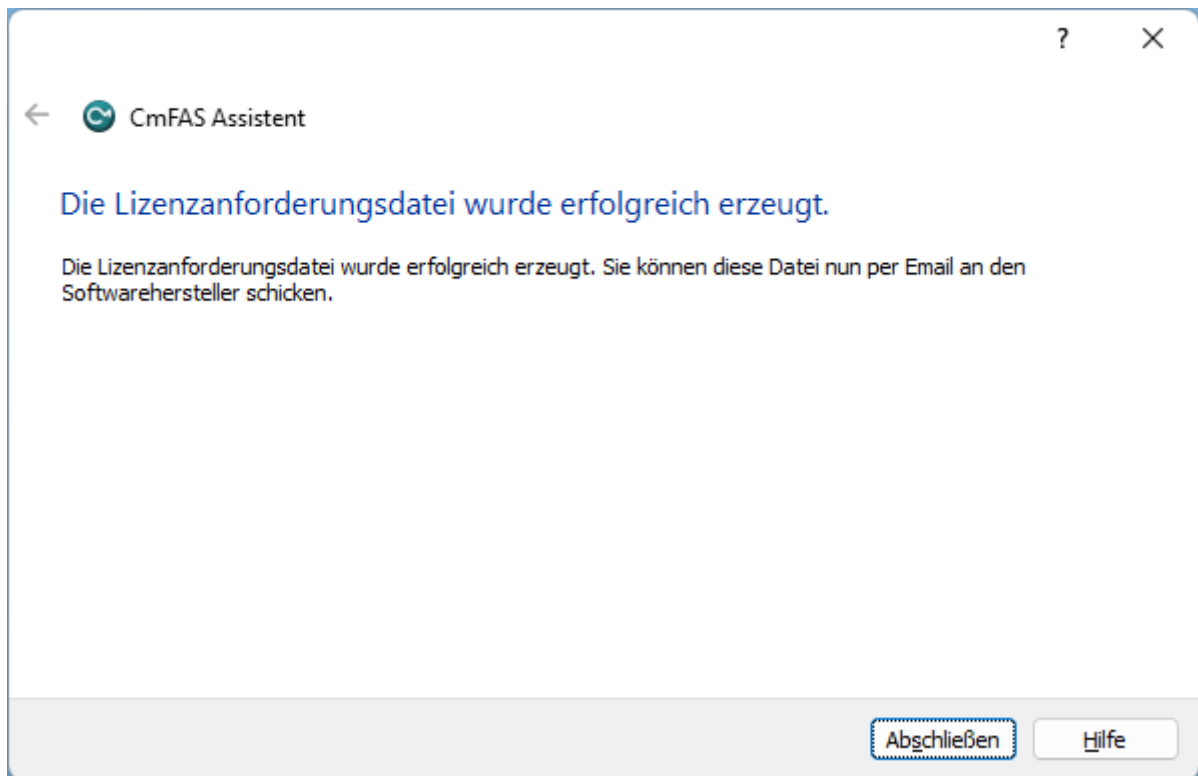 ?
CmFAS Assistent
Die Lizenzanforderungsdatei wurde erfolgreich erzeugt.
Die Lizenzanforderungsdatei wurde erfolgreich erzeugt. Sie können diese Datei nun per Email an den
Softwarehersteller schicken.
Abschließen Hilfe